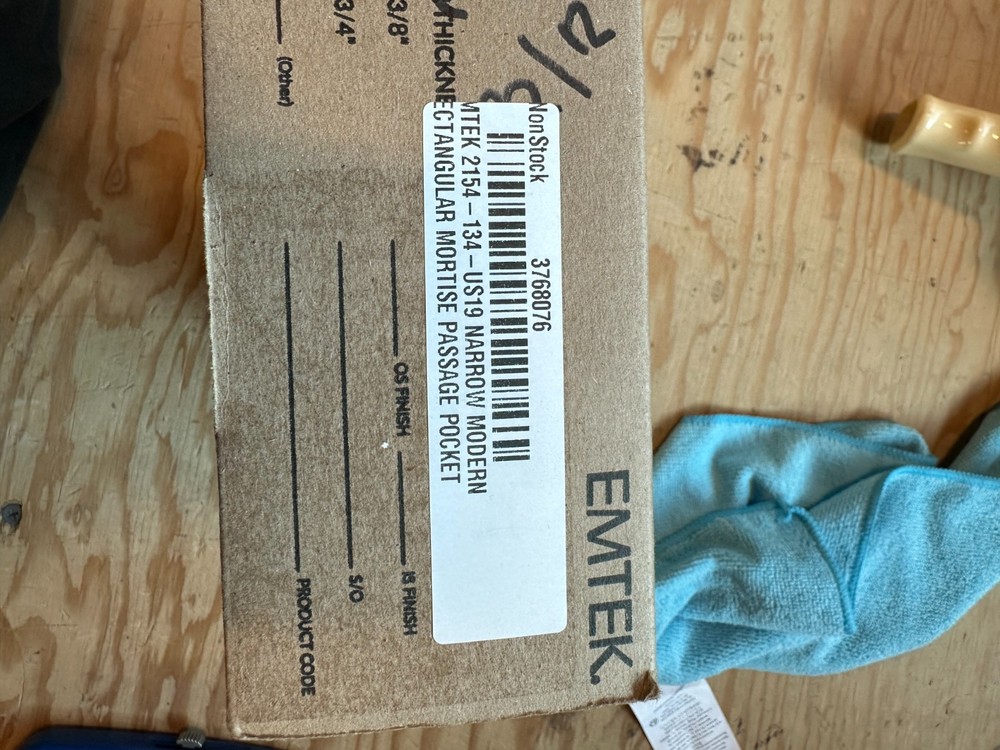 NonStock 3768076
MTEK 2154-134-US19 NARROW MODERN
ECTANGULAR MORTISE PASSAGE POCKET
EMTEK.
THICKNE
3/8"
3/4"
(Other)
OS FINISH
IS FINISH
S/O
PRODUCT CODE